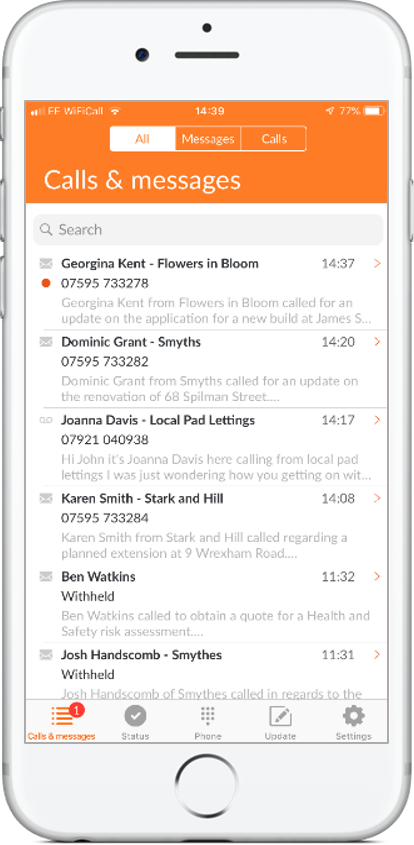 EE WiFiCall 14:39 77%
All Messages Calls
Calls & messages
Search
Georgina Kent - Flowers in Bloom 14:37
07595 733278
Georgina Kent from Flowers in Bloom called for an
update on the application for a new build at James S...
Dominic Grant - Smyths 14:20
07595 733282
Dominic Grant from Smyths called for an update on
the renovation of 68 Spilman Street....
Joanna Davis - Local Pad Lettings 14:17
07921 040938
Hi John it's Joanna Davis here calling from local pad
lettings I was just wondering how you getting on wit...
Karen Smith - Stark and Hill 14:08
07595 733284
Karen Smith from Stark and Hill called regarding a
planned extension at 9 Wrexham Road....
Ben Watkins 11:32
Withheld
Ben Watkins called to obtain a quote for a Health and
Safety risk assessment....
Josh Handscomb - Smythes 11:31
Withheld
Josh Handscomb of Smythes called in regards to the
1
Calls & messages Status Phone Update Settings